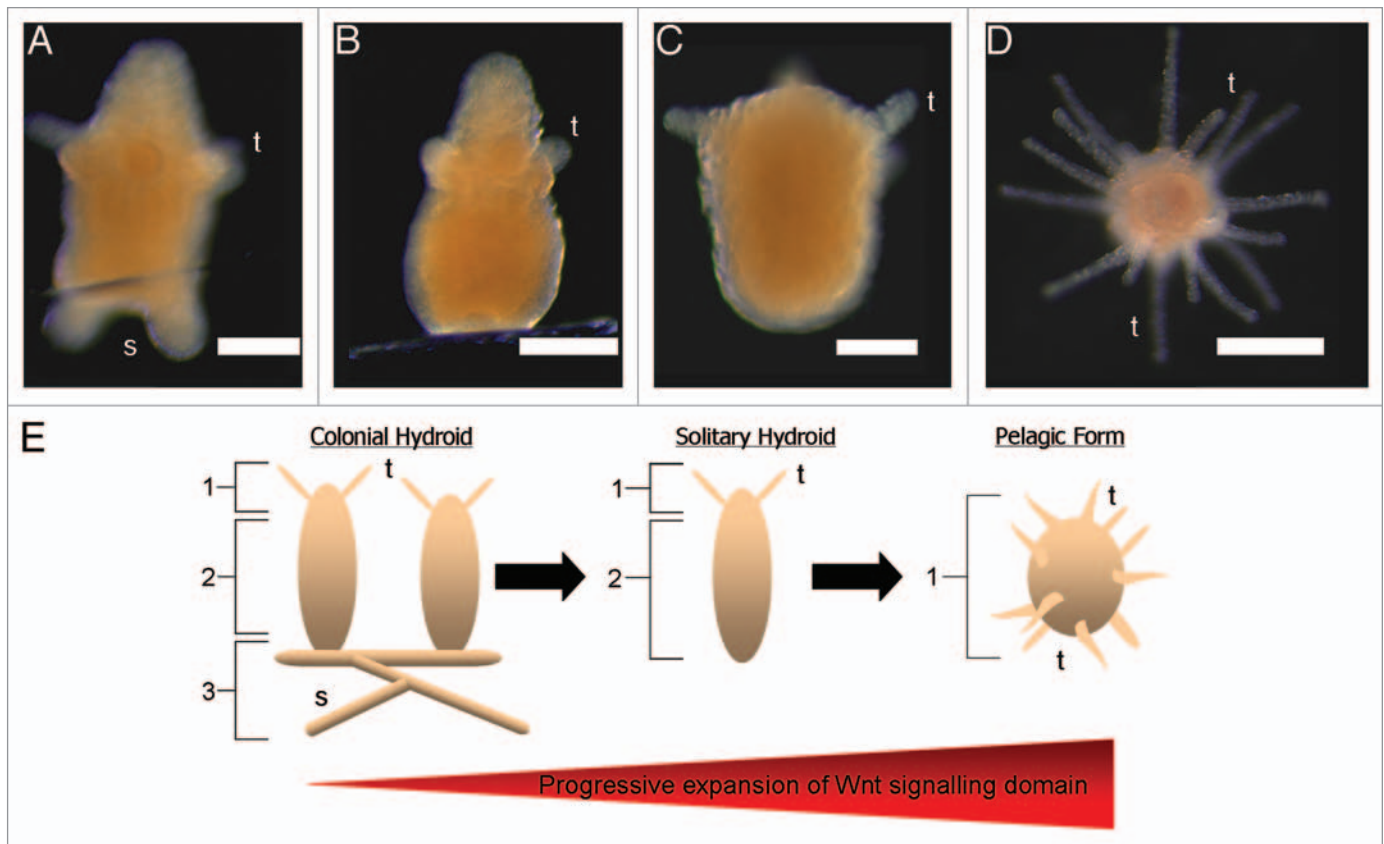 A
t
s
B
t
C
t
D
t
t
E
Colonial Hydroid
Solitary Hydroid
Pelagic Form
1
t
2
3
s
1
t
2
1
t
t
Progressive expansion of Wnt signalling domain